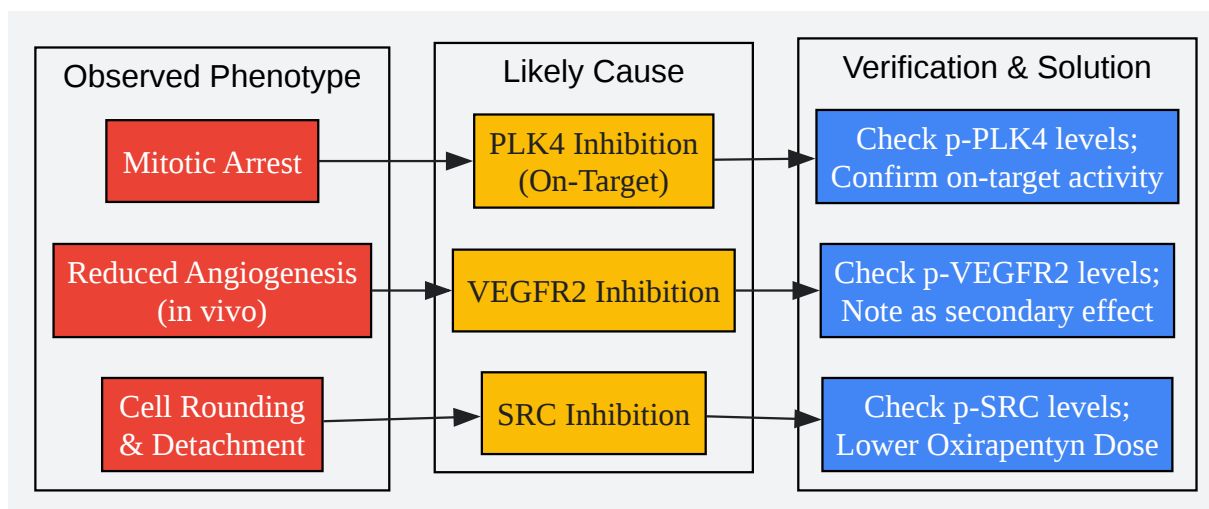 Observed Phenotype
Mitotic Arrest
Reduced Angiogenesis
(in vivo)
Cell Rounding
& Detachment
Likely Cause
PLK4 Inhibition
(On-Target)
VEGFR2 Inhibition
SRC Inhibition
Verification & Solution
Check p-PLK4 levels;
Confirm on-target activity
Check p-VEGFR2 levels;
Note as secondary effect
Check p-SRC levels;
Lower Oxirapentyn Dose